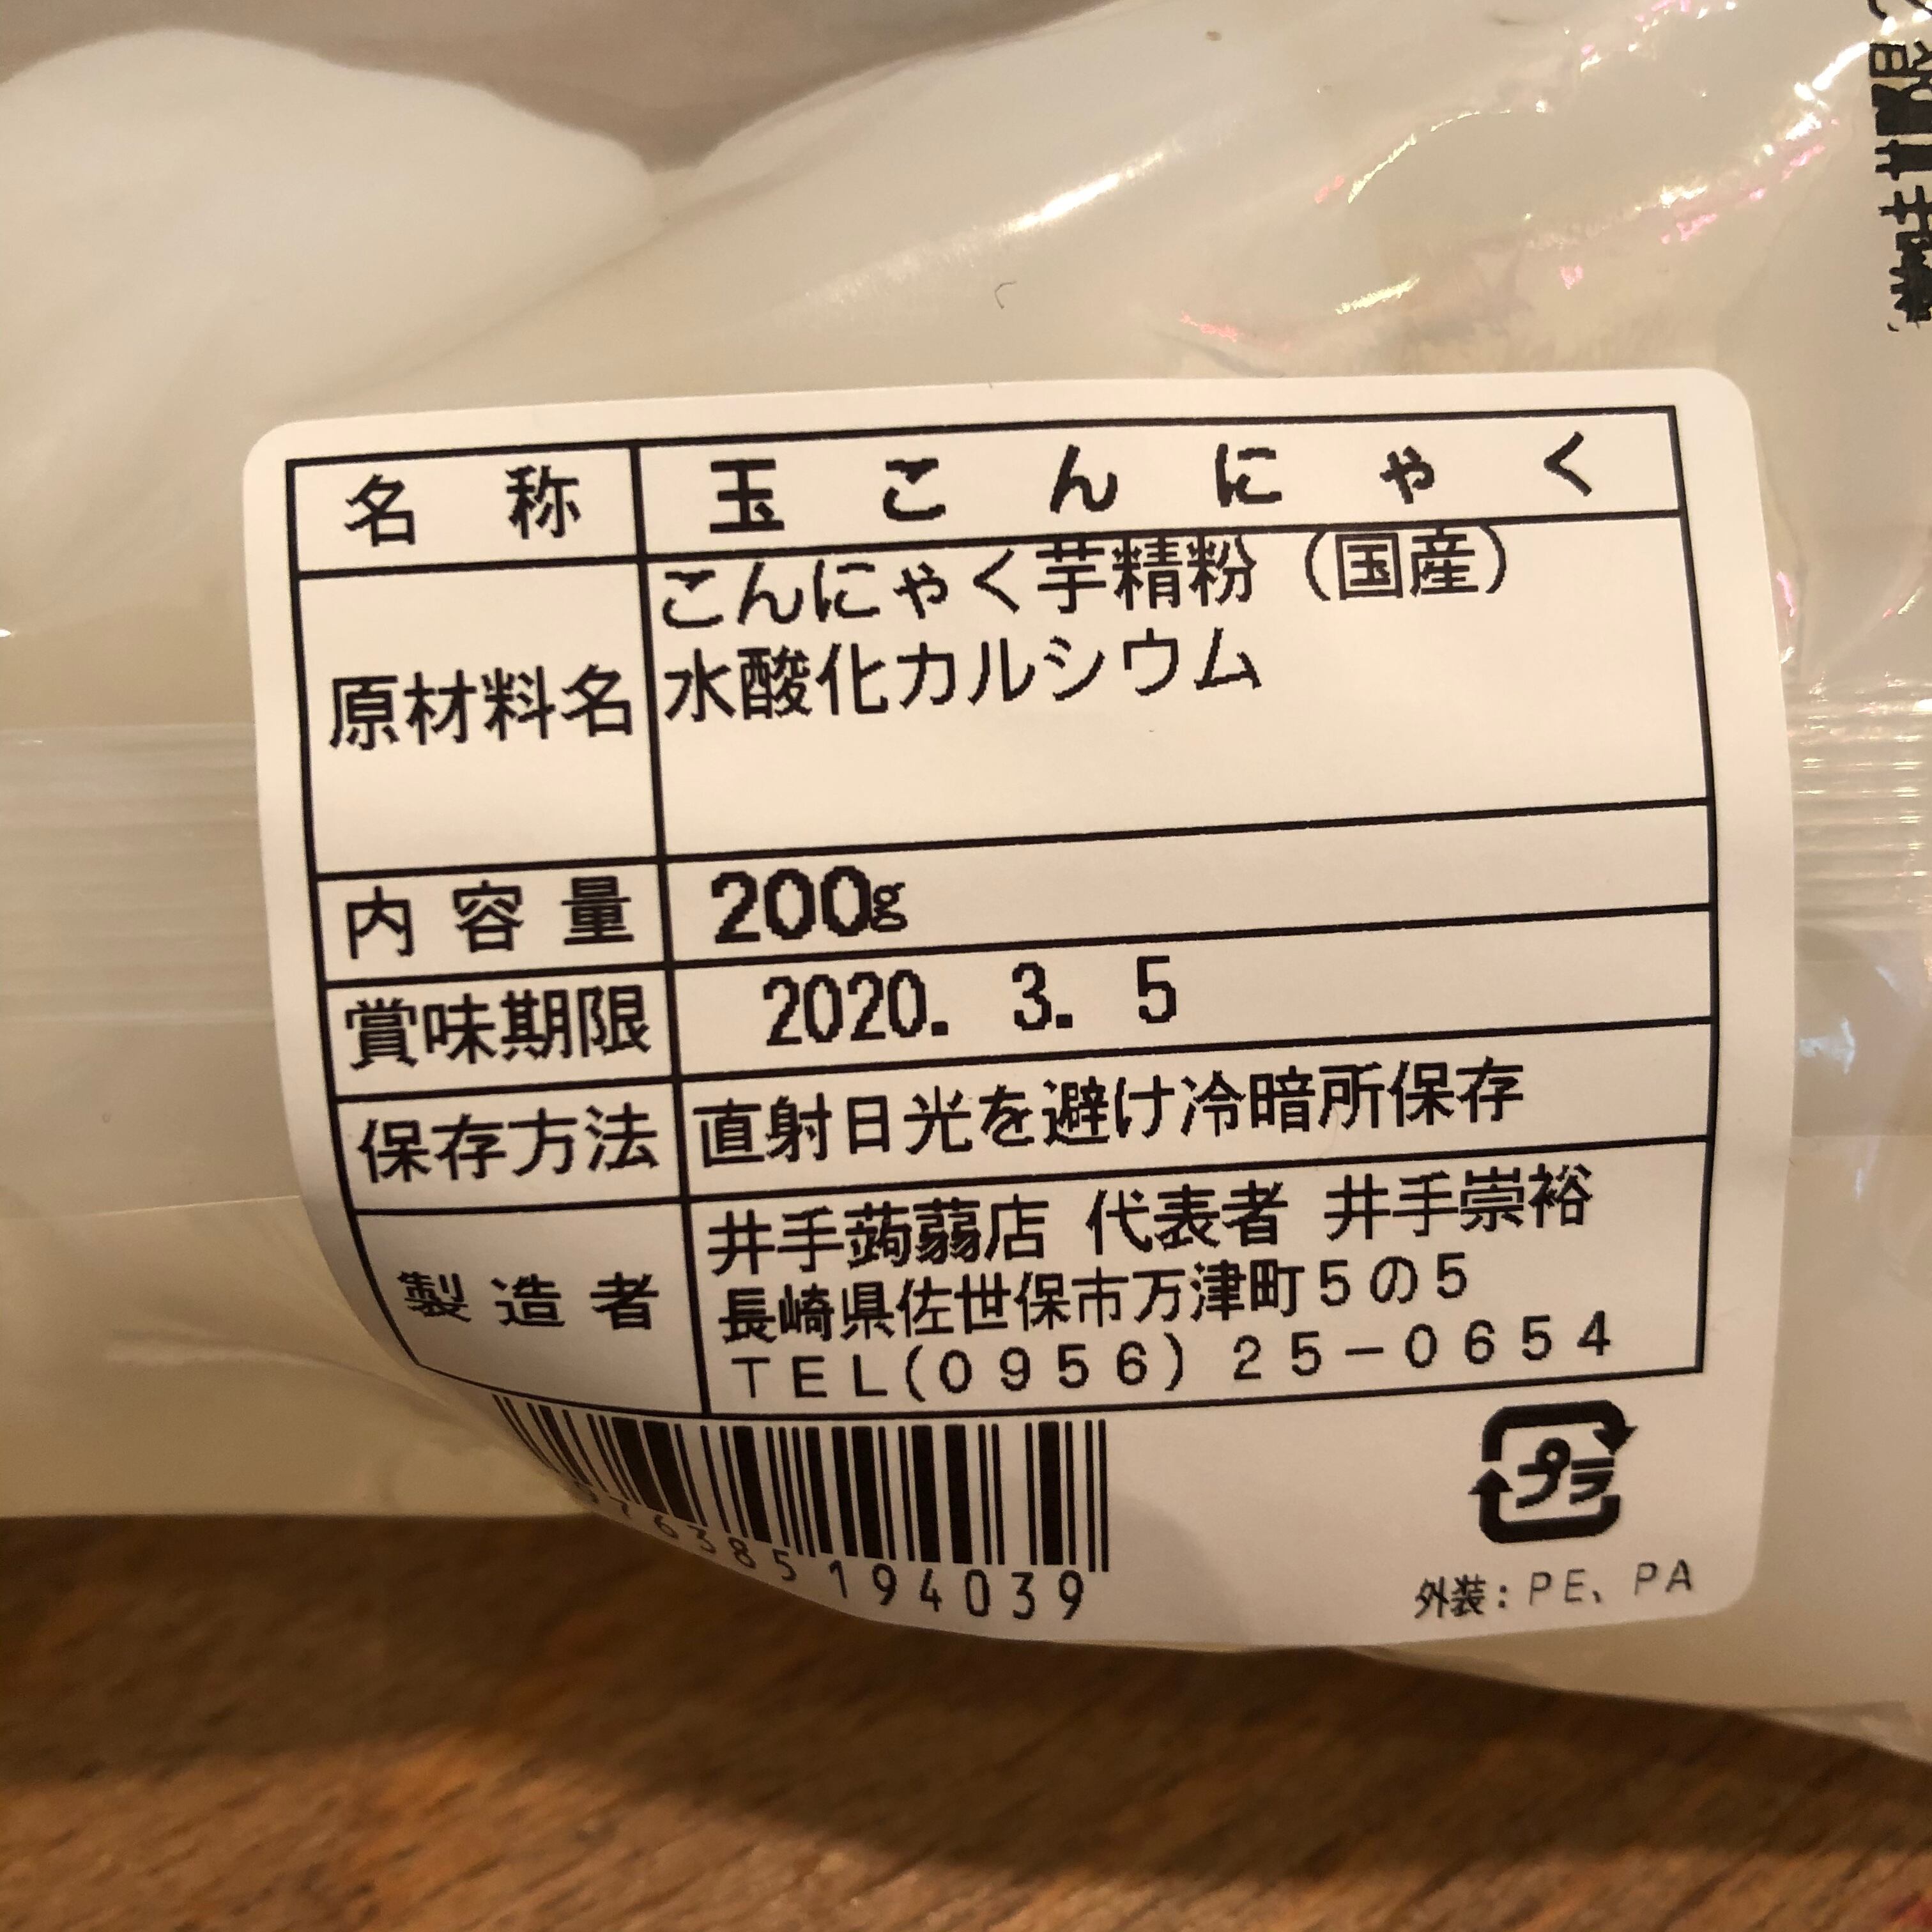 名称 玉こんにゃく
原材料名 こんにゃく芋精粉（国産）
水酸化カルシウム
内容量 200g
賞味期限 2020. 3. 5
保存方法 直射日光を避け冷暗所保存
製造者 井手蒟蒻店 代表者 井手崇裕
長崎県佐世保市万津町５の５
ＴＥＬ(０９５６)２５－０６５４
プラ
76385194039
外装：ＰＥ、ＰＡ